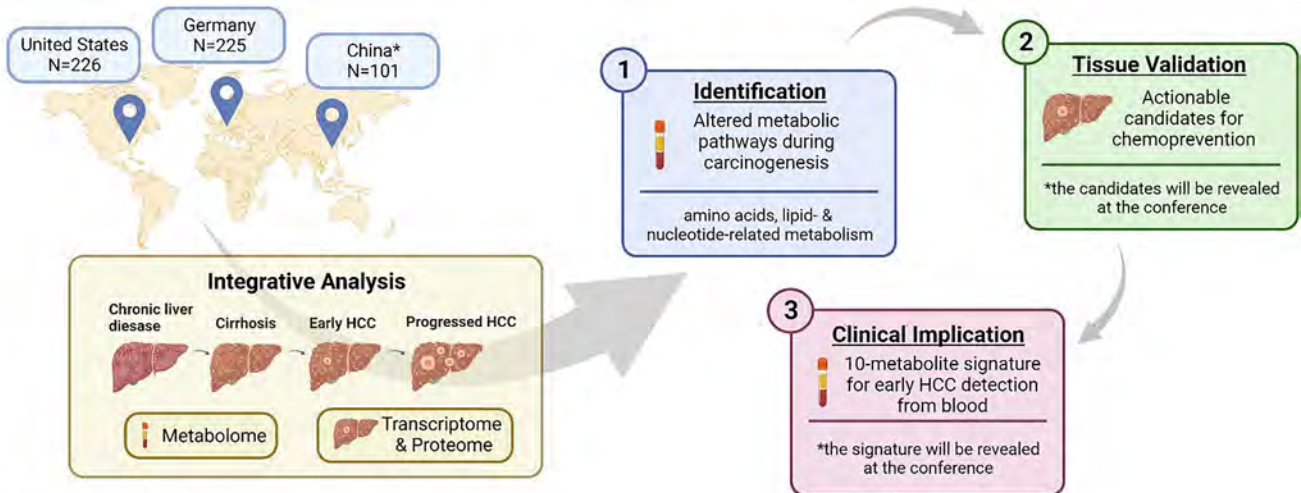 United States
N=226
Germany
N=225
China*
N=101
Integrative Analysis
Chronic liver
diesease
Cirrhosis
Early HCC
Progressed HCC
Metabolome
Transcriptome
& Proteome
1
Identification
Altered metabolic
pathways during
carcinogenesis
amino acids, lipid- &
nucleotide-related metabolism
2
Tissue Validation
Actionable
candidates for
chemoprevention
*the candidates will be revealed
at the conference
3
Clinical Implication
10-metabolite signature
for early HCC detection
from blood
*the signature will be revealed
at the conference